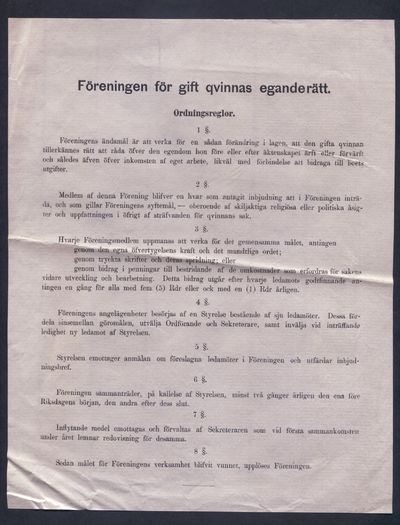 Föreningen för gift qvinnas eganderätt.
Ordningsreglor.
1 §.
Föreningens ändamål är att verka för en sådan förändring i lagen, att den gifta qvinnan
tillerkännes rätt att råda öfver den egendom hon före eller efter äktenskapet ärft eller förvärft
och således äfven öfver inkomsten af eget arbete, likväl med förbindelse att bidraga till boets
utgifter.
2 §.
Medlem af denna Förening blifver en hvar som antagit inbjudning att i Föreningen inträ-
da, och som gillar Föreningens syftemål, — oberoende af skiljaktiga religiösa eller politiska åsig-
ter och uppfattningen i öfrigt af sträfvanden för qvinnans sak.
3 §.
Hvarje Föreningsmedlem uppmanas att verka för det gemensamma målet, antingen
genom den egna öfvertygelsens kraft och det muntliga ordet;
genom tryckta skrifter och deras spridning; eller
genom bidrag i penningar till bestridande af de omkostnader som erfordras för sakens
vidare utveckling och bearbetning. Detta bidrag utgår efter hvarje ledamots godtfinnande an-
tingen en gång för alla med fem (5) Rdr eller ock med en (1) Rdr årligen.
4 §.
Föreningens angelägenheter besörjas af en Styrelse bestående af sju ledamöter. Dessa för-
dela sinsemellan göromålen, utvälja Ordförande och Sekreterare, samt invälja vid inträffande
ledighet ny ledamot af Styrelsen.
5 §.
Styrelsen emottager anmälan om föreslagna ledamöter i Föreningen och utfärdar inbjud-
ningsbref.
6 §.
Föreningen sammanträder, på kallelse af Styrelsen, minst två gånger årligen den ena före
Riksdagens början, den andra efter dess slut.
7 §.
Inflytande medel emottagas och förvaltas af Sekreteraren som vid första sammankomsten
under året lemnar redovisning för desamma.
8 §.
Sedan målet för Föreningens verksamhet blifvit vunnet, upplöses Föreningen.